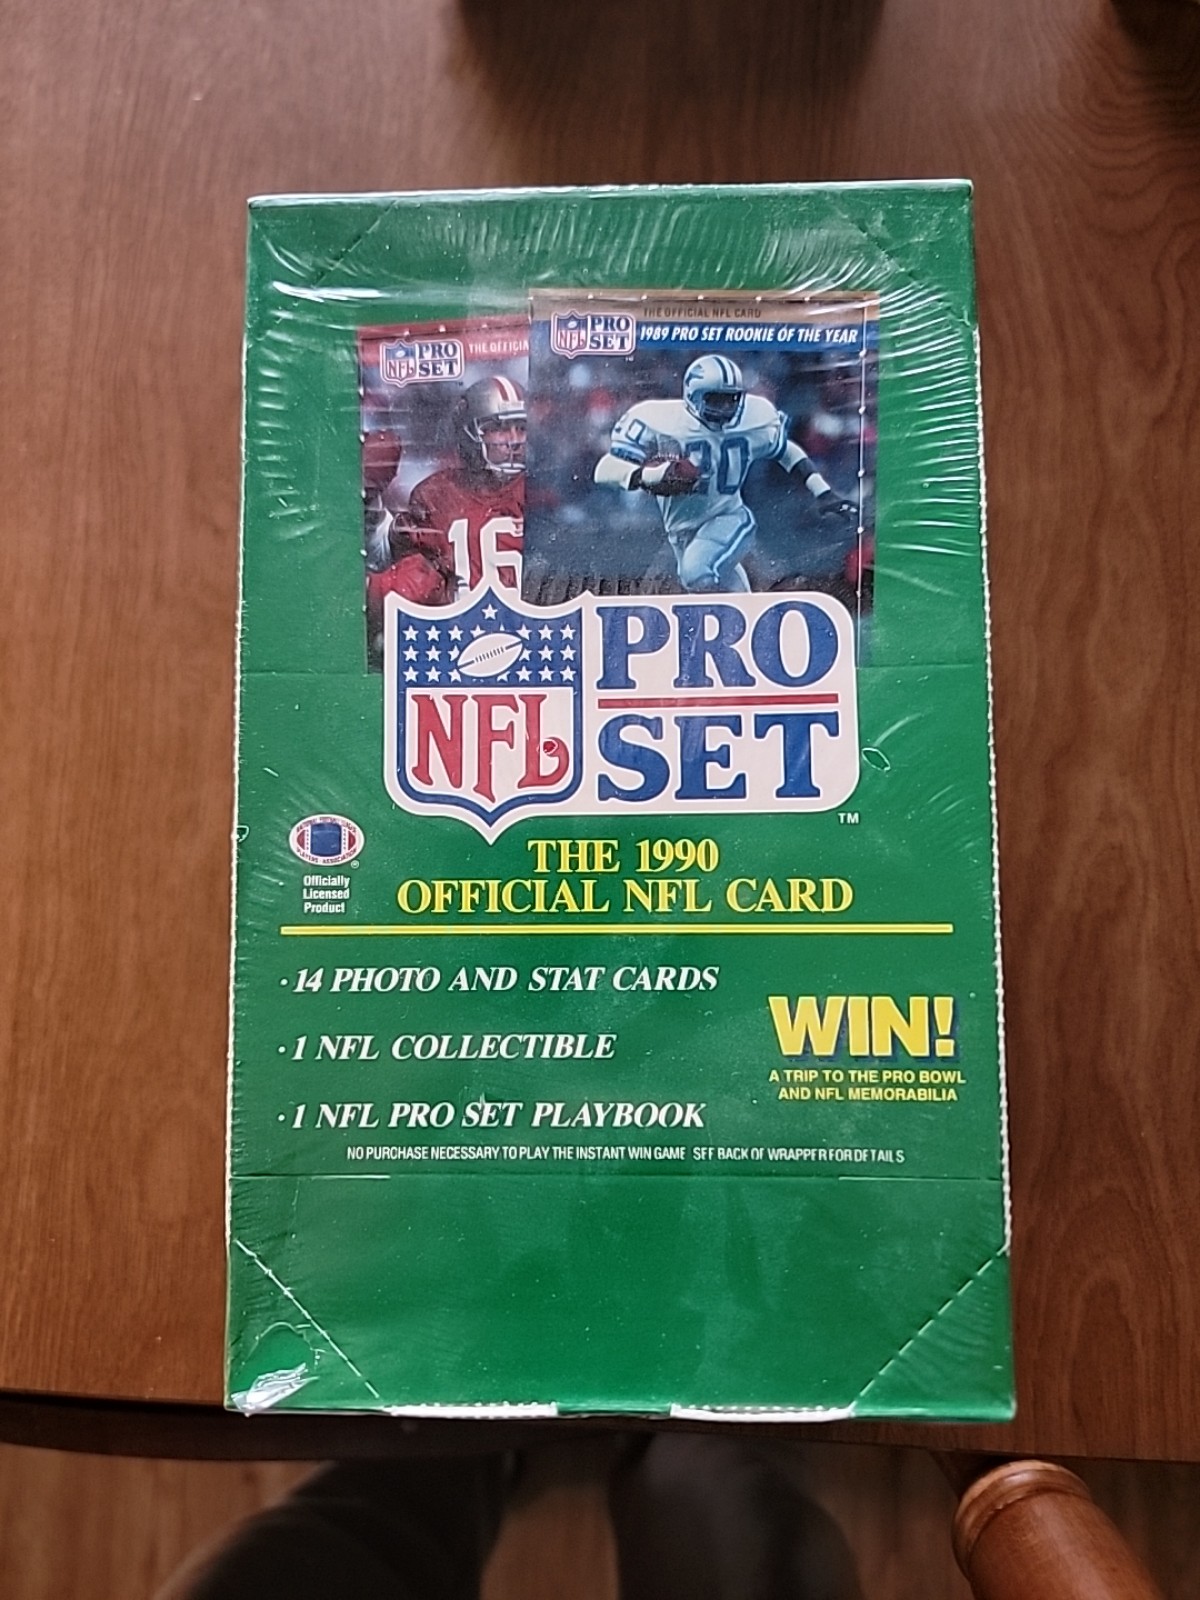 THE OFFICIAL NFL CARD
NFL PRO SET 1989 PRO SET ROOKIE OF THE YEAR
NFL PRO SET THE OFFICIA
20
20
16
NFL
PRO
SET
TM
Officially
Licensed
Product
THE 1990
OFFICIAL NFL CARD
·14 PHOTO AND STAT CARDS
·1 NFL COLLECTIBLE
·1 NFL PRO SET PLAYBOOK
WIN!
A TRIP TO THE PRO BOWL
AND NFL MEMORABILIA
NO PURCHASE NECESSARY TO PLAY THE INSTANT WIN GAME SEE BACK OF WRAPPER FOR DETAILS